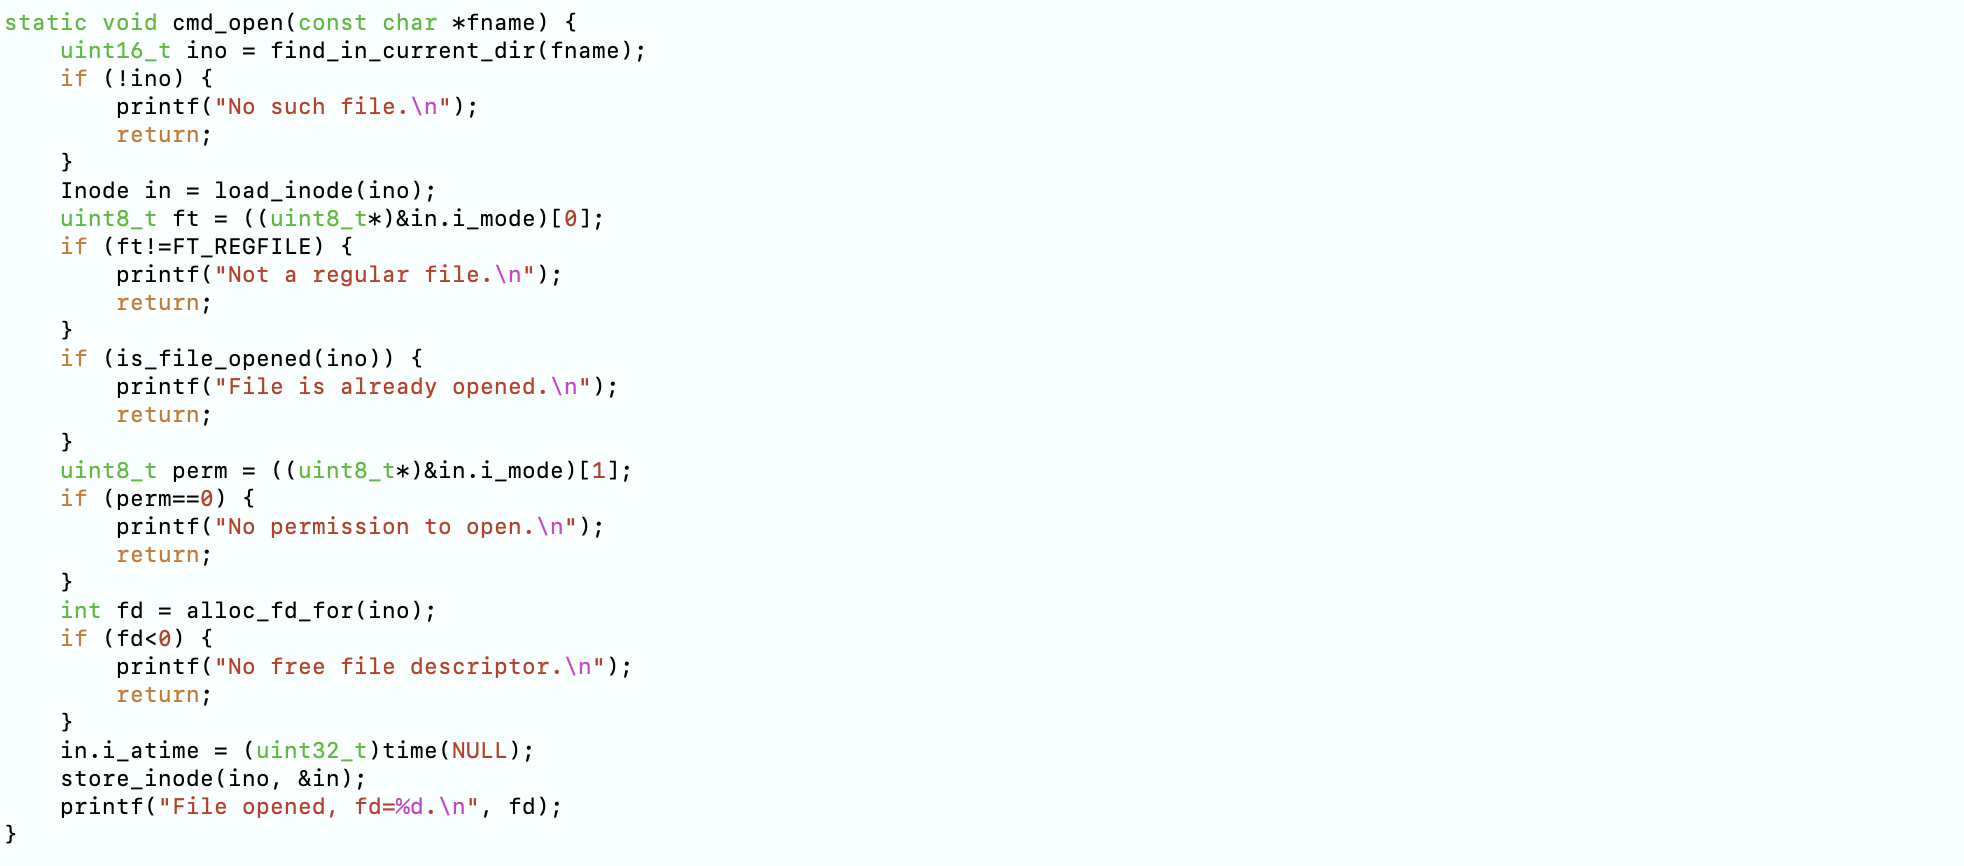 static void cmd_open(const char *fname) {
    uint16_t ino = find_in_current_dir(fname);
    if (!ino) {
        printf("No such file.\n");
        return;
    }
    Inode in = load_inode(ino);
    uint8_t ft = ((uint8_t*)&in.i_mode)[0];
    if (ft!=FT_REGFILE) {
        printf("Not a regular file.\n");
        return;
    }
    if (is_file_opened(ino)) {
        printf("File is already opened.\n");
        return;
    }
    uint8_t perm = ((uint8_t*)&in.i_mode)[1];
    if (perm==0) {
        printf("No permission to open.\n");
        return;
    }
    int fd = alloc_fd_for(ino);
    if (fd<0) {
        printf("No free file descriptor.\n");
        return;
    }
    in.i_atime = (uint32_t)time(NULL);
    store_inode(ino, &in);
    printf("File opened, fd=%d.\n", fd);
}